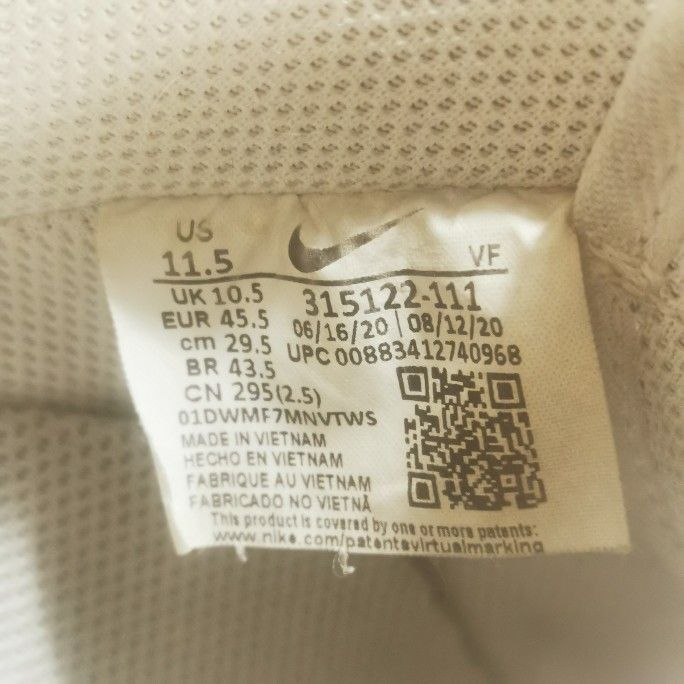 US
11.5
VF
UK 10.5
315122-111
EUR 45.5
06/16/20 | 08/12/20
cm 29.5
UPC 00883412740968
BR 43.5
CN 295(2.5)
01DWMF7MNVTWS
MADE IN VIETNAM
HECHO EN VIETNAM
FABRIQUE AU VIETNAM
FABRICADO NO VIETNÃ
This product is covered by one or more patents:
www.nike.com/patentsvirtualmarking